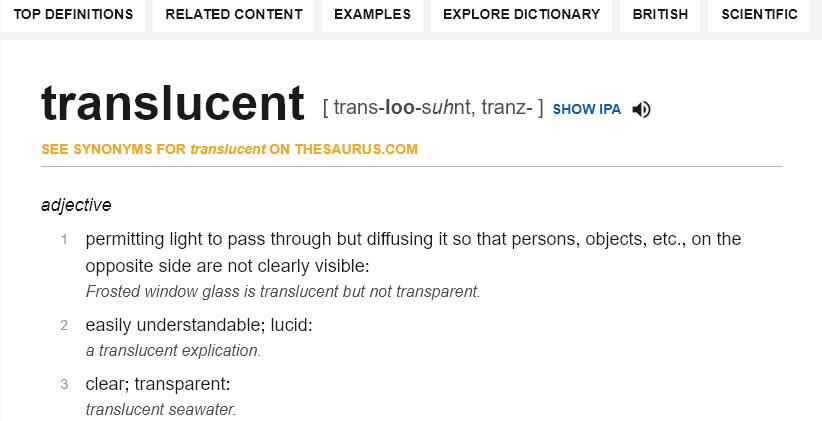 TOP DEFINITIONS RELATED CONTENT EXAMPLES EXPLORE DICTIONARY BRITISH SCIENTIFIC
translucent [ trans-loo-suhnt, tranz- ] SHOW IPA
SEE SYNONYMS FOR translucent ON THESAURUS.COM
adjective
1 permitting light to pass through but diffusing it so that persons, objects, etc., on the
opposite side are not clearly visible:
Frosted window glass is translucent but not transparent.
2 easily understandable; lucid:
a translucent explication.
3 clear; transparent:
translucent seawater.